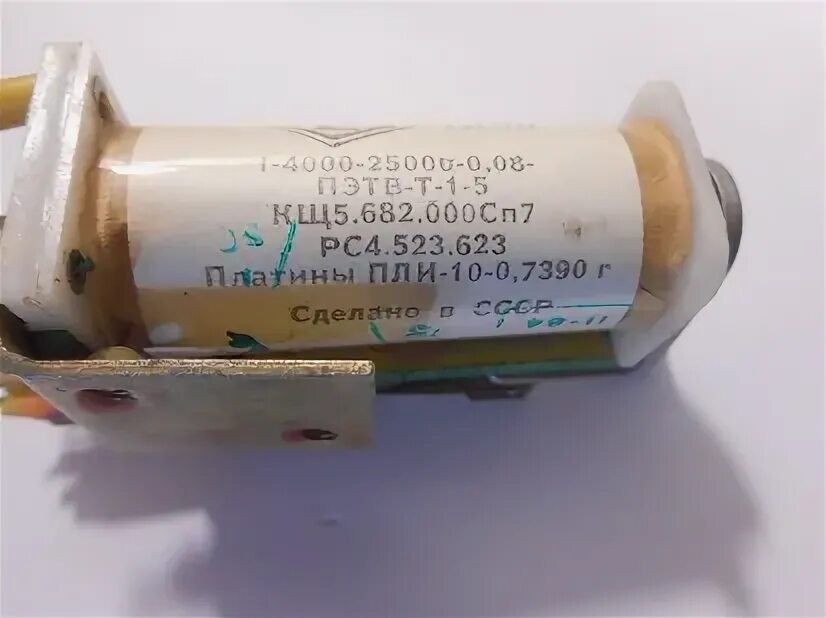 1-4000-25000-0,08-
ПЭТВ-Т-1-5
КЩ5.682.000Сп7
РС4.523.623
Платины ПЛИ-10-0,7390 г
Сделано в СССР